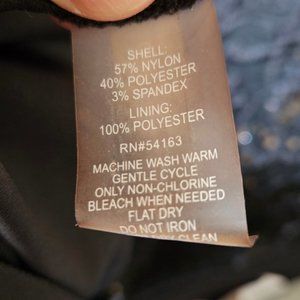 SHELL:
57% NYLON
40% POLYESTER
3% SPANDEX
LINING:
100% POLYESTER
RN#54163
MACHINE WASH WARM
GENTLE CYCLE
ONLY NON-CHLORINE
BLEACH WHEN NEEDED
FLAT DRY
DO NOT IRON
CLEAN